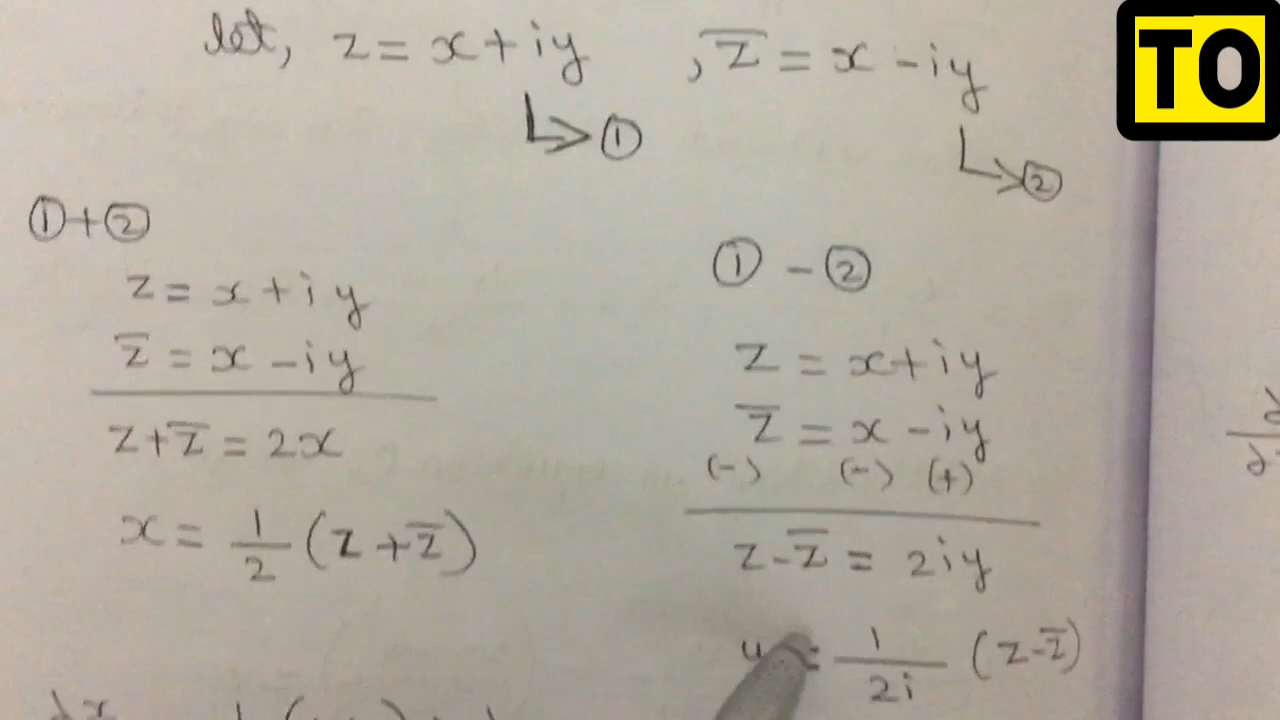 let, z = x + iy , z̅ = x - iy
↳ ① ↳ ②
TO
① + ②
z = x + iy
z̅ = x - iy
z + z̅ = 2x
x = 1/2 (z + z̅)
① - ②
z = x + iy
z̅ = x - iy
(-) (-) (+)
z - z̅ = 2iy
= 1/2i (z - z̅)